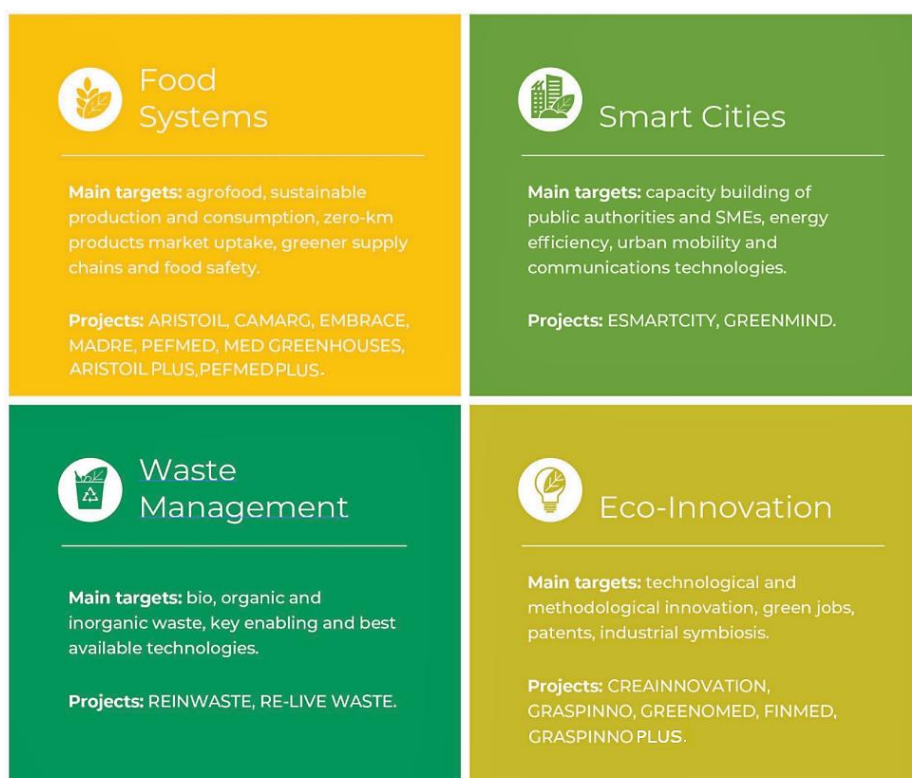 Food
Systems
Main targets: agrofood, sustainable
production and consumption, zero-km
products market uptake, greener supply
chains and food safety.
Projects: ARISTOIL, CAMARG, EMBRACE,
MADRE, PEFMED, MED GREENHOUSES,
ARISTOIL PLUS,PEFMED PLUS.
Smart Cities
Main targets: capacity building of
public authorities and SMEs, energy
efficiency, urban mobility and
communications technologies.
Projects: ESMARTCITY, GREENMIND.
Waste
Management
Main targets: bio, organic and
inorganic waste, key enabling and best
available technologies.
Projects: REINWASTE, RE-LIVE WASTE.
Eco-Innovation
Main targets: technological and
methodological innovation, green jobs,
patents, industrial symbiosis.
Projects: CREAINNOVATION,
GRASPINNO, GREENOMED, FINMED,
GRASPINNO PLUS.